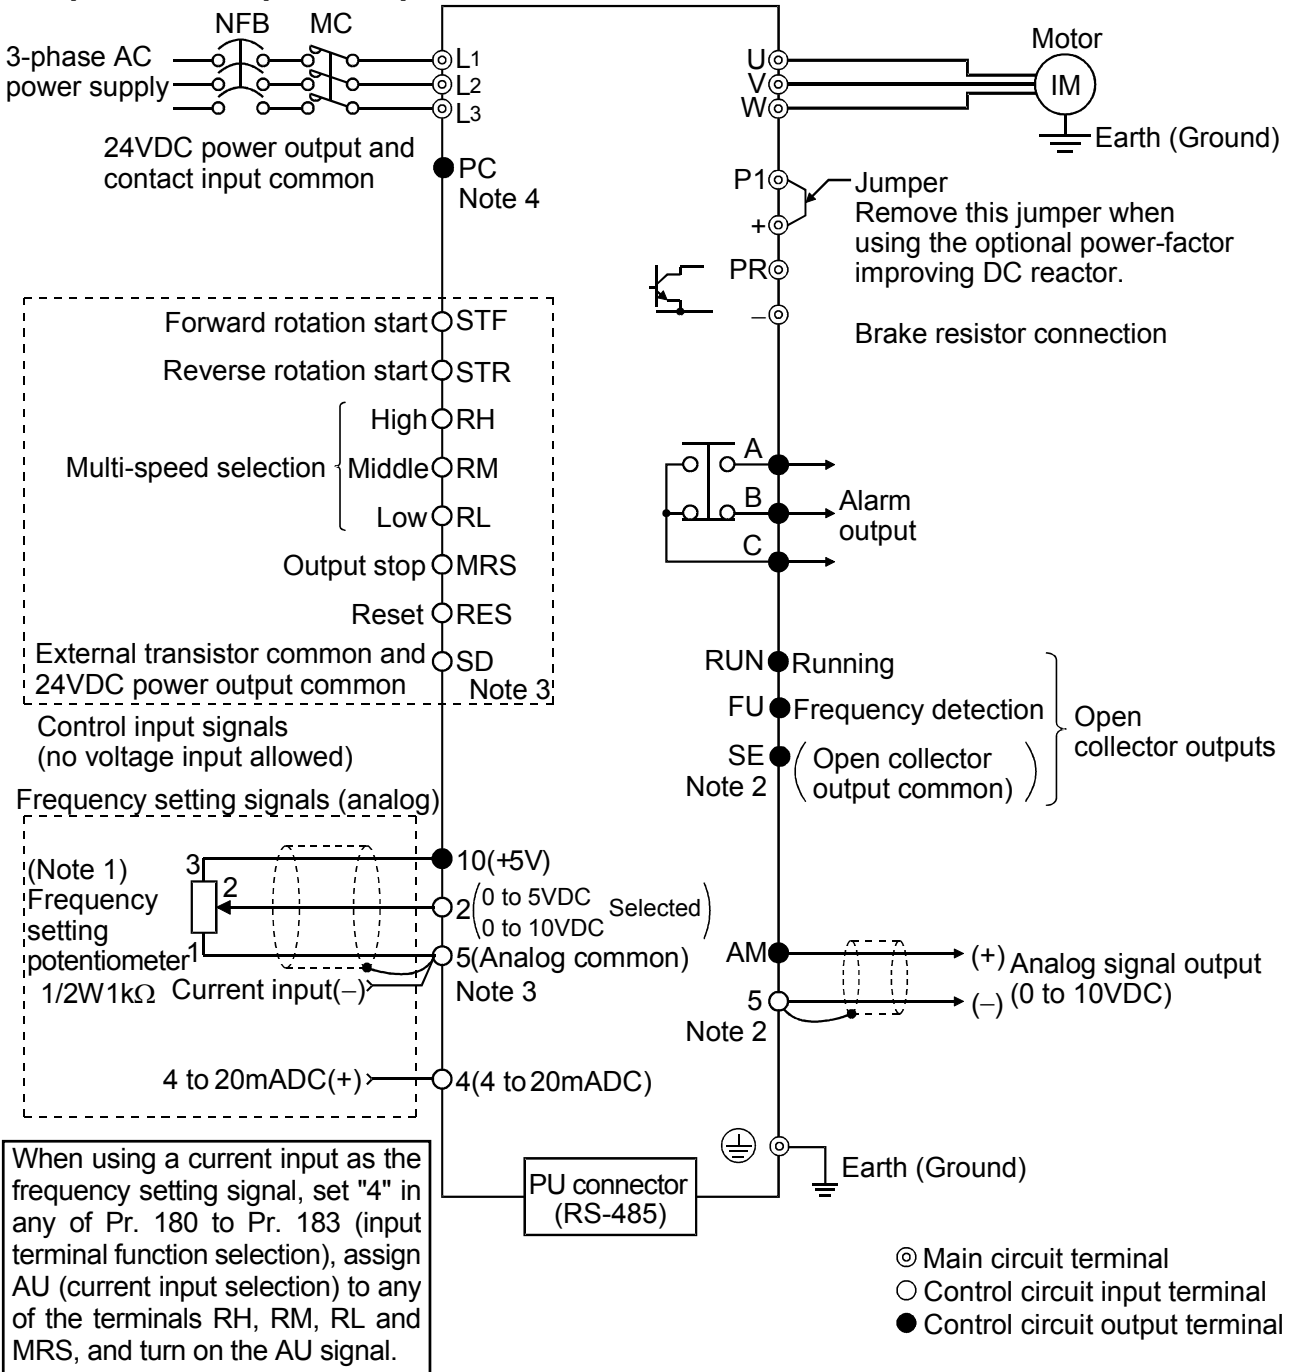 NFB MC
3-phase AC
power supply
L1
L2
L3
24VDC power output and
contact input common
PC
Note 4
U
V
W
Motor
IM
Earth (Ground)
P1
+
PR
−
Jumper
Remove this jumper when
using the optional power-factor
improving DC reactor.
Brake resistor connection
Forward rotation start STF
Reverse rotation start STR
High RH
Multi-speed selection Middle RM
Low RL
Output stop MRS
Reset RES
External transistor common and
24VDC power output common
SD
Note 3
Control input signals
(no voltage input allowed)
A
B
C
Alarm
output
RUN Running
FU Frequency detection
SE (Open collector
output common)
Note 2
Open
collector outputs
Frequency setting signals (analog)
(Note 1)
Frequency
setting
potentiometer
1/2W1kΩ
3
2
1
10(+5V)
2(0 to 5VDC
0 to 10VDC Selected)
5(Analog common)
Note 3
Current input(−)
4 to 20mADC(+) 4(4 to 20mADC)
AM
5
Note 2
(+)
(−)
Analog signal output
(0 to 10VDC)
Earth (Ground)
PU connector
(RS-485)
When using a current input as the
frequency setting signal, set "4" in
any of Pr. 180 to Pr. 183 (input
terminal function selection), assign
AU (current input selection) to any
of the terminals RH, RM, RL and
MRS, and turn on the AU signal.
Main circuit terminal
Control circuit input terminal
Control circuit output terminal